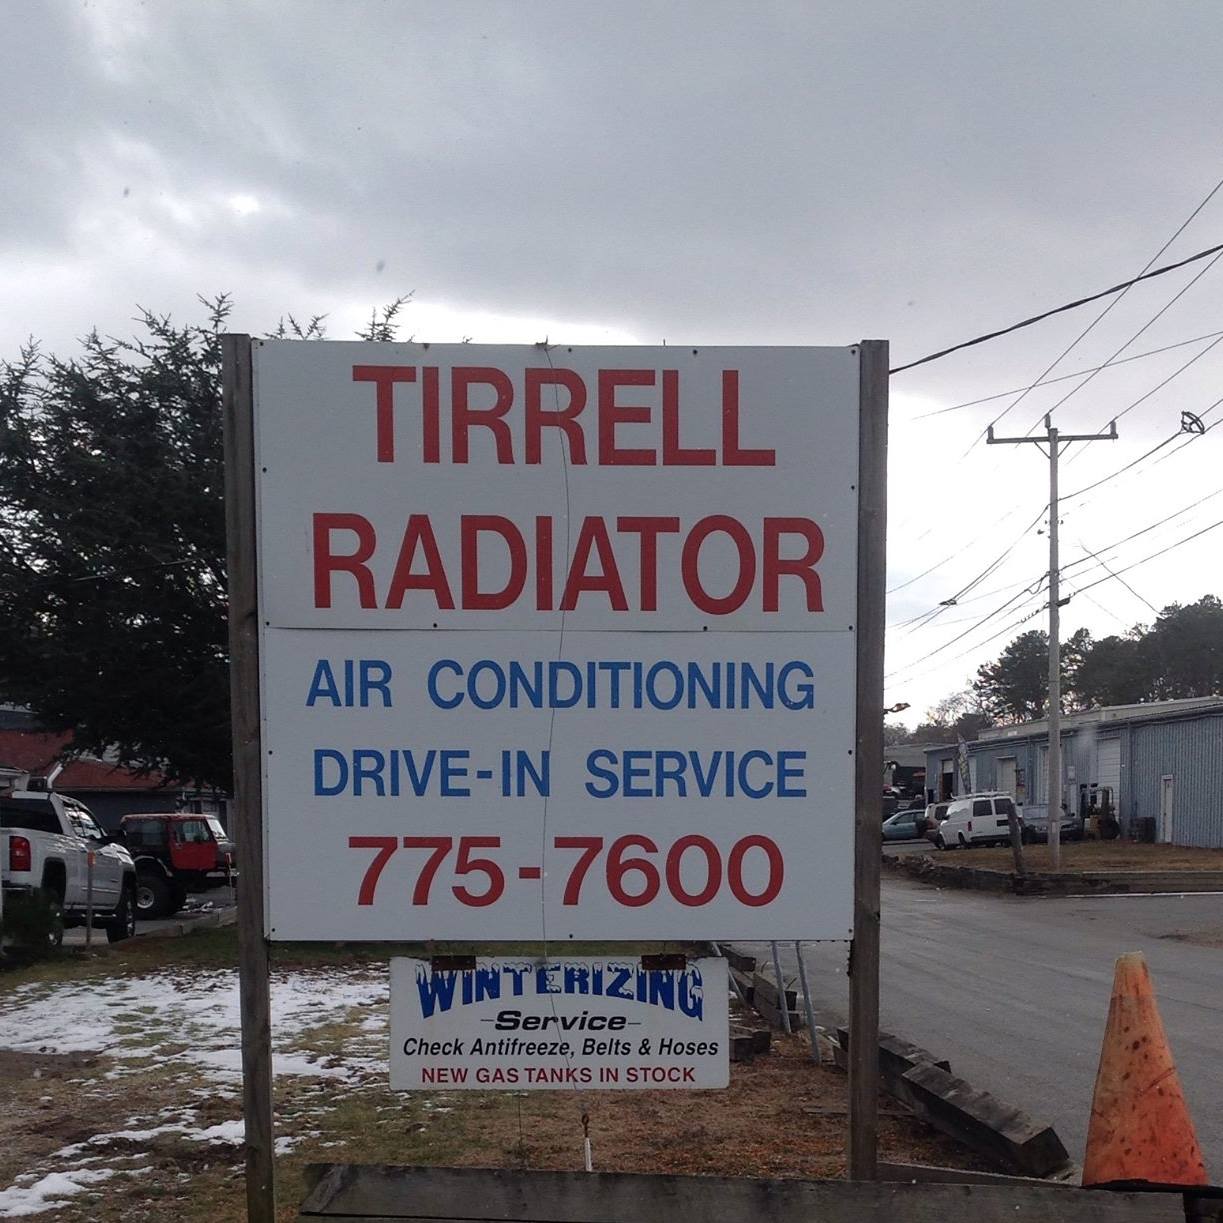 TIRRELL
RADIATOR
AIR CONDITIONING
DRIVE-IN SERVICE
775-7600
WINTERIZING
-Service-
Check Antifreeze, Belts & Hoses
NEW GAS TANKS IN STOCK